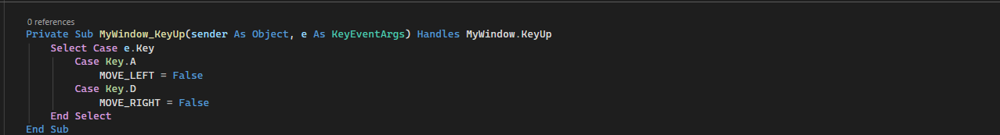 0 references
Private Sub MyWindow_KeyUp(sender As Object, e As KeyEventArgs) Handles MyWindow.KeyUp
    Select Case e.Key
        Case Key.A
            MOVE_LEFT = False
        Case Key.D
            MOVE_RIGHT = False
    End Select
End Sub